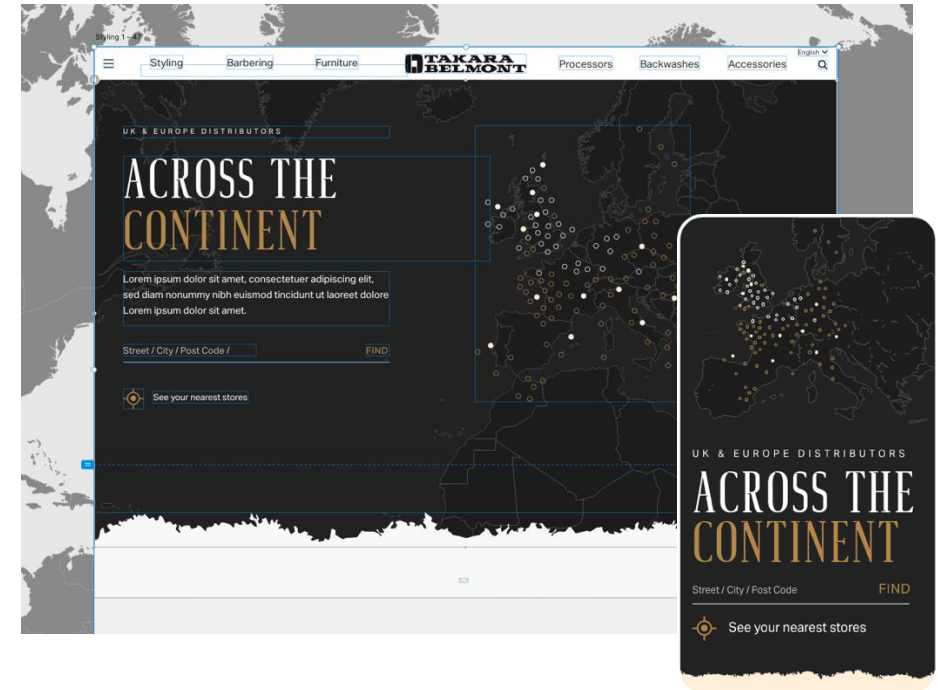 Styling 1 – 47
English
Styling
Barbering
Furniture
TAKARA
BELMONT
Processors
Backwashes
Accessories
UK & EUROPE DISTRIBUTORS
ACROSS THE
CONTINENT
Lorem ipsum dolor sit amet, consectetuer adipiscing elit,
sed diam nonummy nibh euismod tincidunt ut laoreet dolore
Lorem ipsum dolor sit amet.
Street / City / Post Code /
FIND
See your nearest stores
UK & EUROPE DISTRIBUTORS
ACROSS THE
CONTINENT
Street / City / Post Code
FIND
See your nearest stores